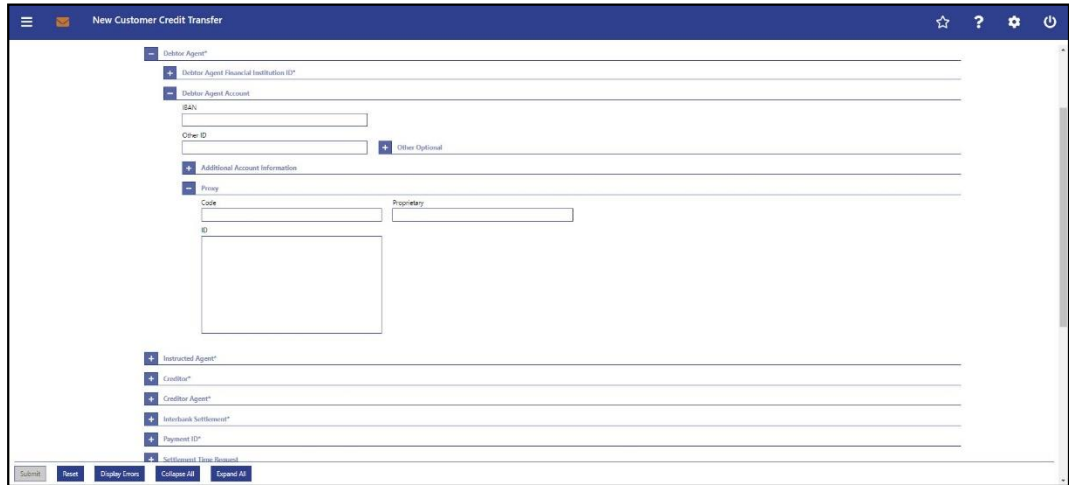 New Customer Credit Transfer
Debtor Agent*
Debtor Agent Financial Institution ID*
Debtor Agent Account
IBAN
Other ID
Other Optional
Additional Account Information
Proxy
Code Proprietary
ID
Instructed Agent*
Creditor*
Creditor Agent*
Interbank Settlement*
Payment ID*
Settlement Time Request
Submit Reset Display Errors Collapse All Expand All